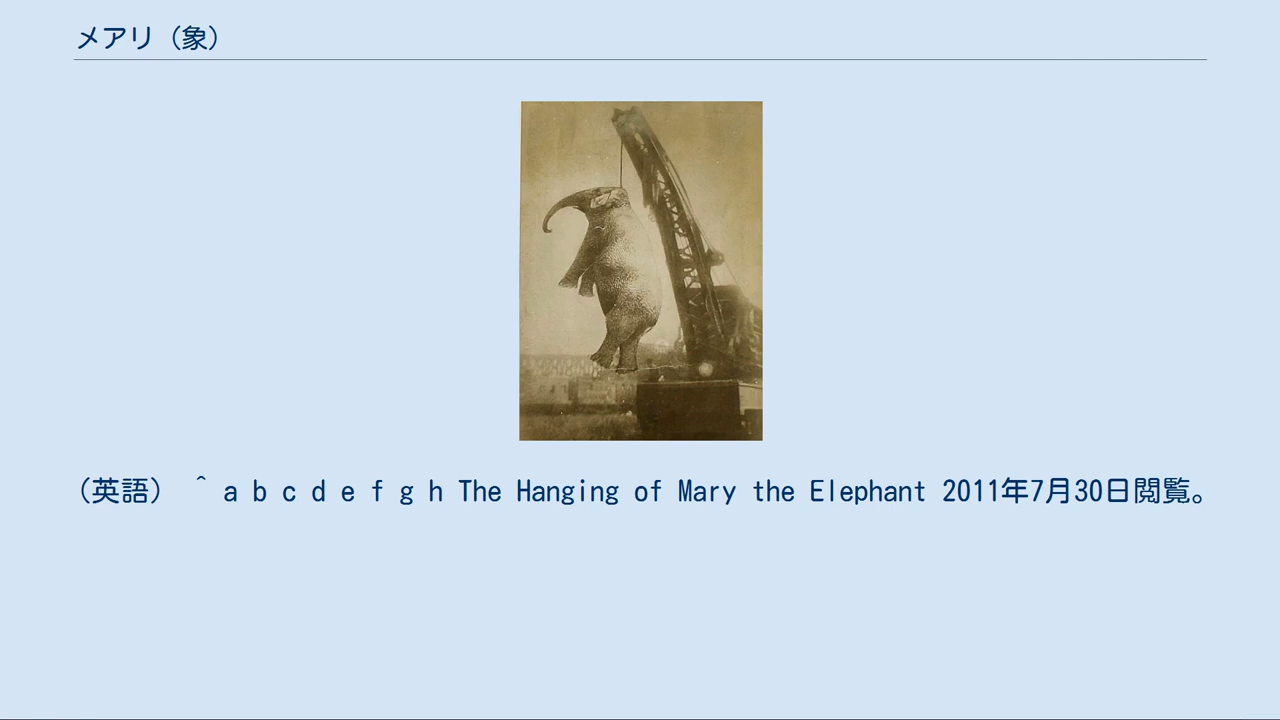 メアリ（象）
（英語） ^ a b c d e f g h The Hanging of Mary the Elephant 2011年7月30日閲覧。